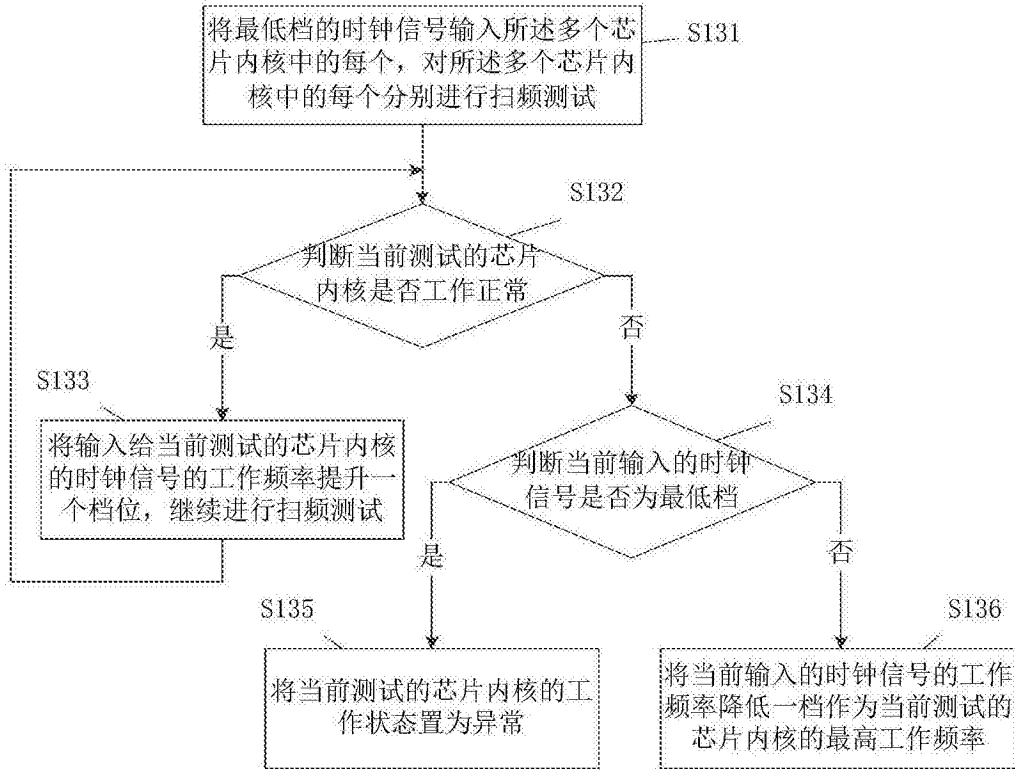 将最低档的时钟信号输入所述多个芯
片内核中的每个，对所述多个芯片内
核中的每个分别进行扫频测试
S131
S132
判断当前测试的芯片
内核是否工作正常
是
否
S133
将输入给当前测试的芯片内核
的时钟信号的工作频率提升一
个档位，继续进行扫频测试
S134
判断当前输入的时钟
信号是否为最低档
是
否
S135
将当前测试的芯片内核的工
作状态置为异常
S136
将当前输入的时钟信号的工作
频率降低一档作为当前测试的
芯片内核的最高工作频率